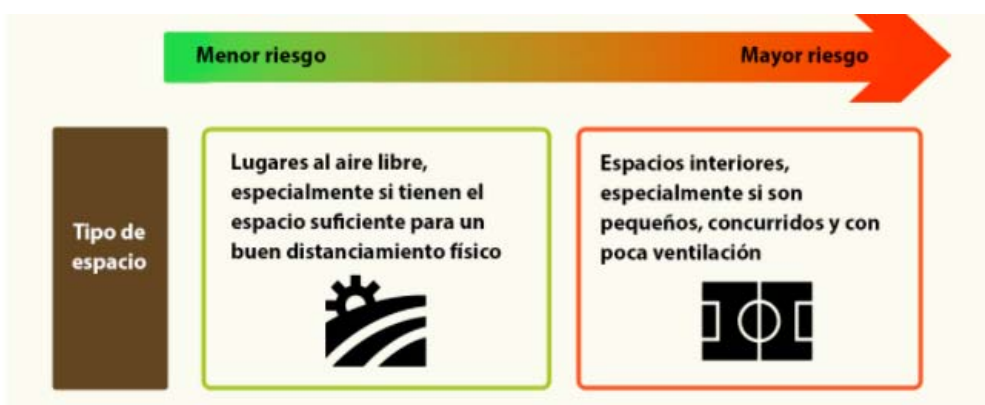 Menor riesgo
Mayor riesgo
Tipo de
espacio
Lugares al aire libre,
especialmente si tienen el
espacio suficiente para un
buen distanciamiento físico
Espacios interiores,
especialmente si son
pequeños, concurridos y con
poca ventilación